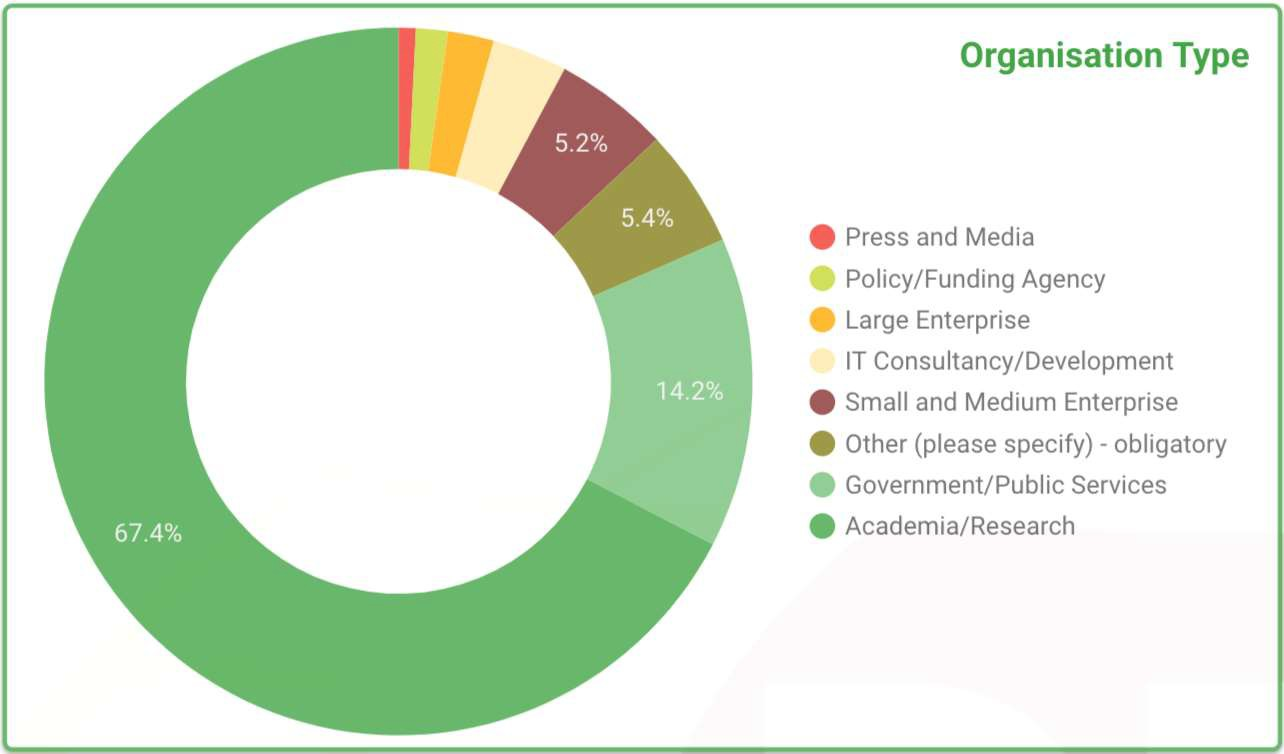 Organisation Type
5.2%
5.4%
14.2%
67.4%
Press and Media
Policy/Funding Agency
Large Enterprise
IT Consultancy/Development
Small and Medium Enterprise
Other (please specify) - obligatory
Government/Public Services
Academia/Research